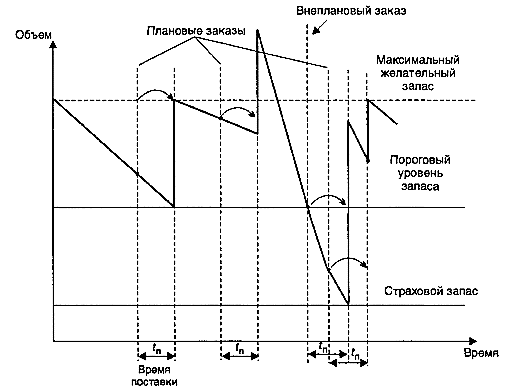 Внеплановый заказ
Плановые заказы
Объем
Максимальный
желательный
запас
Пороговый
уровень
запаса
Страховой запас
tп
tп
tп
tп
Время
Время
поставки